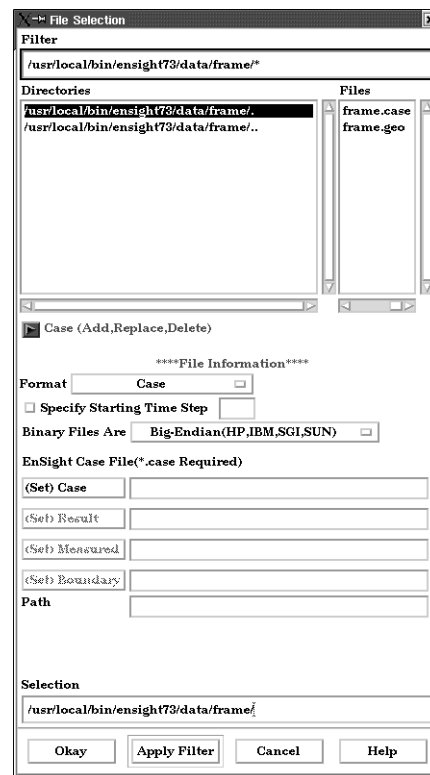 File Selection
Filter
/usr/local/bin/ensight73/data/frame/*
Directories
Files
/usr/local/bin/ensight73/data/frame/.
/usr/local/bin/ensight73/data/frame/..
frame.case
frame.geo
Case (Add,Replace,Delete)
****File Information****
Format Case
Specify Starting Time Step
Binary Files Are Big-Endian(HP,IBM,SGI,SUN)
EnSight Case File(*.case Required)
(Set) Case
(Set) Result
(Set) Measured
(Set) Boundary
Path
Selection
/usr/local/bin/ensight73/data/frame/
Okay Apply Filter Cancel Help